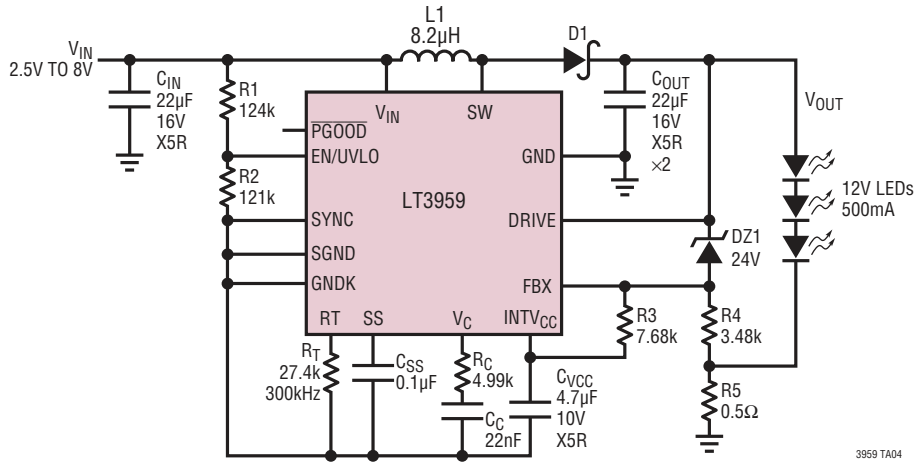 L1
8.2µH
D1
VIN
2.5V TO 8V
CIN
22µF
16V
X5R
R1
124k
R2
121k
VIN
SW
PGOOD
EN/UVLO
SYNC
SGND
GNDK
LT3959
GND
DRIVE
FBX
RT
SS
VC
INTVCC
COUT
22µF
16V
X5R
×2
VOUT
12V LEDs
500mA
DZ1
24V
R3
7.68k
R4
3.48k
R5
0.5Ω
RT
27.4k
300kHz
CSS
0.1µF
RC
4.99k
CC
22nF
CVCC
4.7µF
10V
X5R
3959 TA04